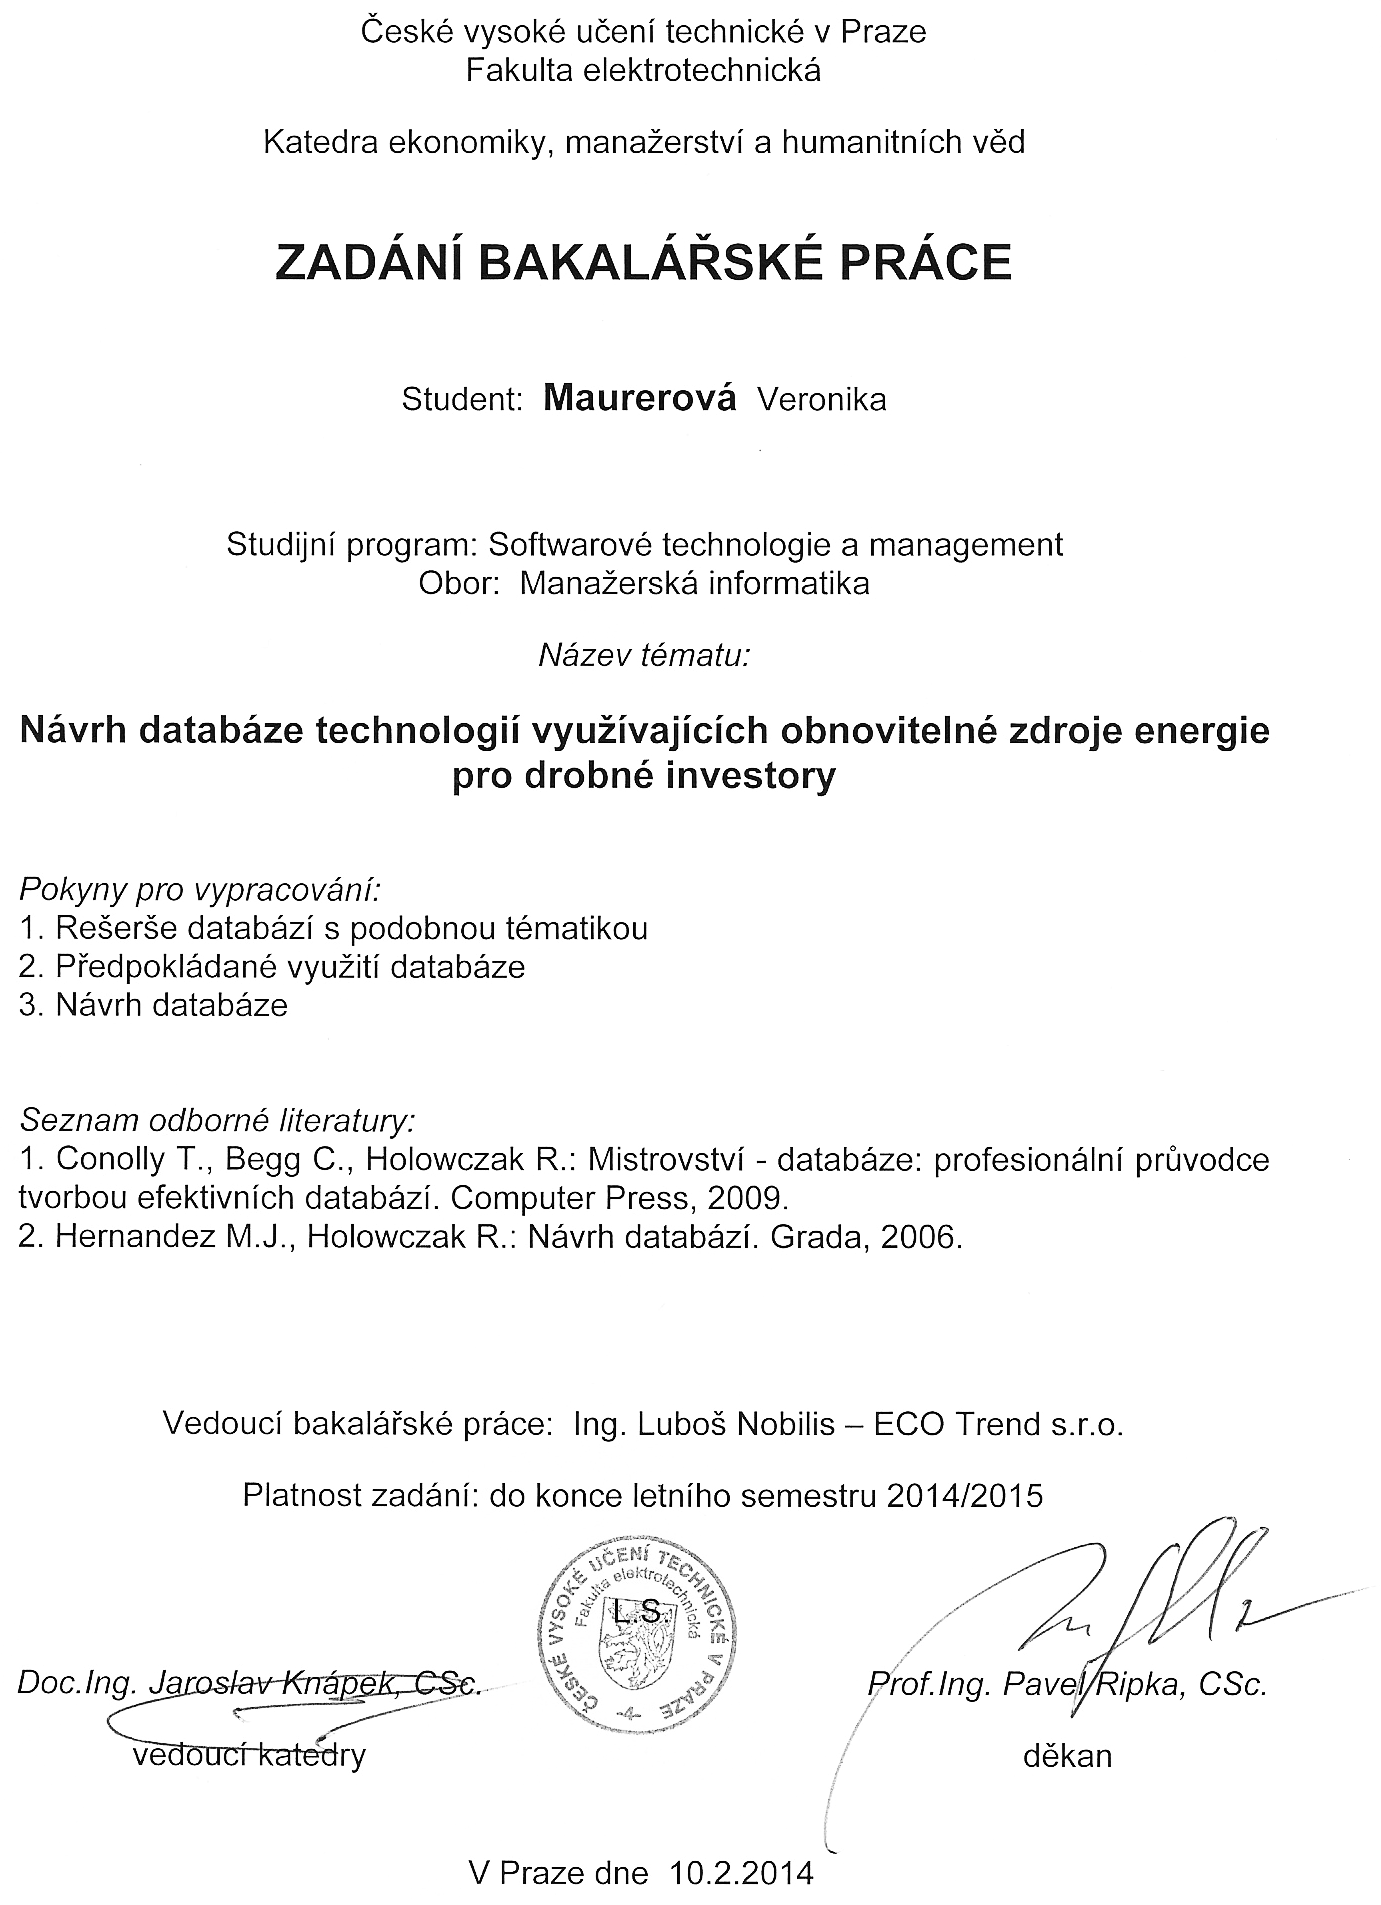 České vysoké učení technické v Praze
Fakulta elektrotechnická
Katedra ekonomiky, manažerství a humanitních věd
ZADÁNÍ BAKALÁŘSKÉ PRÁCE
Student: Maurerová Veronika
Studijní program: Softwarové technologie a management
Obor: Manažerská informatika
Název tématu:
Návrh databáze technologií využívajících obnovitelné zdroje energie
pro drobné investory
Pokyny pro vypracování:
1. Rešerše databází s podobnou tématikou
2. Předpokládané využití databáze
3. Návrh databáze
Seznam odborné literatury:
1. Conolly T., Begg C., Holowczak R.: Mistrovství - databáze: profesionální průvodce
tvorbou efektivních databází. Computer Press, 2009.
2. Hernandez M.J., Holowczak R.: Návrh databází. Grada, 2006.
Vedoucí bakalářské práce: Ing. Luboš Nobilis – ECO Trend s.r.o.
Platnost zadání: do konce letního semestru 2014/2015
ČESKÉ VYSOKÉ UČENÍ TECHNICKÉ V PRAZE
Fakulta elektrotechnická
L.S.
-4-
Doc.Ing. Jaroslav Knápek, CSc.
Prof.Ing. Pavel Ripka, CSc.
vedoucí katedry
děkan
V Praze dne 10.2.2014